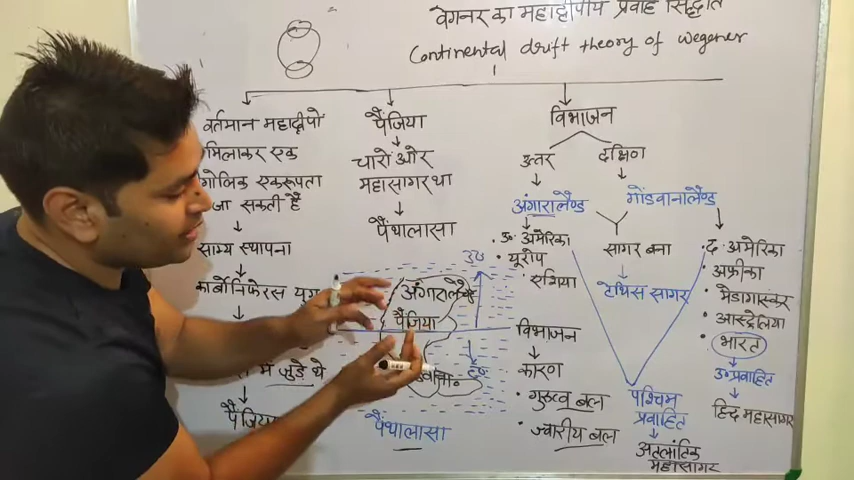 वेगनर का महाद्वीपीय प्रवाह सिद्धांत
Continental drift theory of wegener
वर्तमान महाद्वीपों
मिलाकर एक
गोलिक एकरूपता
जा सकती है
साम्य स्थापना
कार्बोनिफेरस युग
में जुड़े थे
पैंजिया
पैंजिया
चारों ओर
महासागर था
पैंथालासा
अंगारालैण्ड
पैंजिया
पैंथालासा
विभाजन
उत्तर
दक्षिण
अंगारालैण्ड
गोंडवानालैण्ड
• उ. अमेरिका
• यूरोप
• एशिया
सागर बना
टेथिस सागर
• द. अमेरिका
• अफ्रीका
• मेडागास्कर
• आस्ट्रेलिया
• भारत
उ. प्रवाहित
हिन्द महासागर
विभाजन
कारण
• गुरुत्व बल
• ज्वारीय बल
पश्चिम
प्रवाहित
अटलांटिक
महासागर